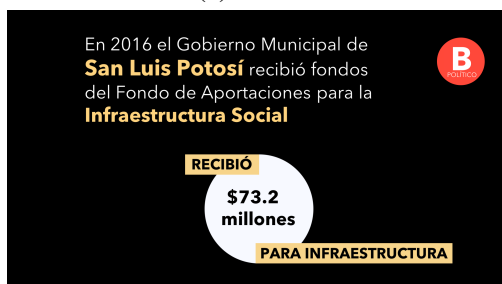 En 2016 el Gobierno Municipal de
San Luis Potosí recibió fondos
del Fondo de Aportaciones para la
Infraestructura Social
B
POLÍTICO
RECIBIÓ
$73.2
millones
PARA INFRAESTRUCTURA